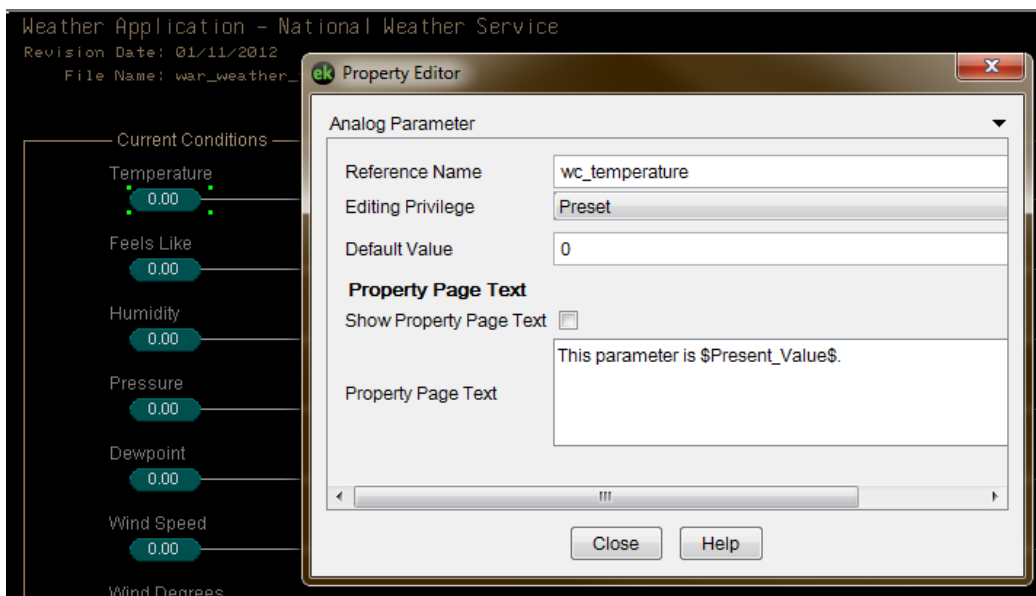 Weather Application - National Weather Service
Revision Date: 01/11/2012
File Name: war_weather_
ek Property Editor
x
Analog Parameter
Current Conditions
Reference Name wc_temperature
Temperature
0.00
Editing Privilege Preset
Feels Like
0.00
Default Value 0
Property Page Text
Humidity
0.00
Show Property Page Text
This parameter is $Present_Value$.
Pressure
0.00
Property Page Text
Dewpoint
0.00
Wind Speed
0.00
Close Help
Wind Degrees